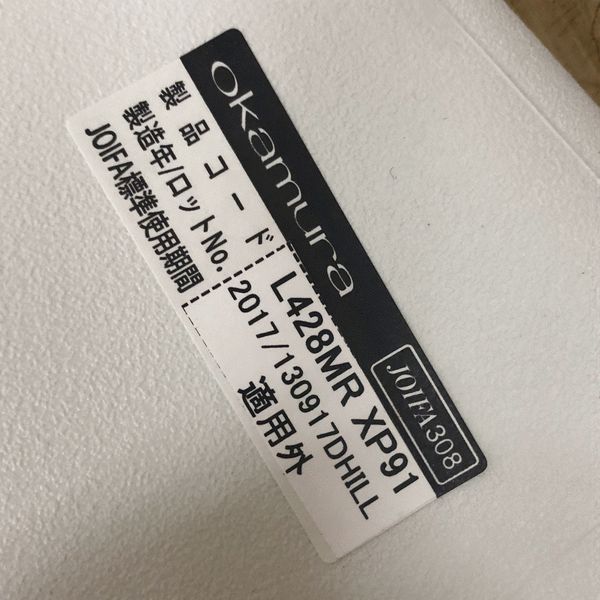 okamura
JOIFA308
製品コード L428MR XP91
製造年/ロットNo. 2017/130917DHILL
JOIFA標準使用期間 適用外